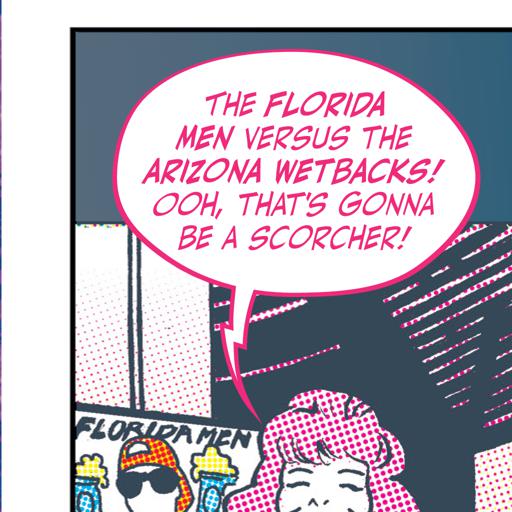 THE FLORIDA
MEN VERSUS THE
ARIZONA WETBACKS!
OOH, THAT'S GONNA
BE A SCORCHER!
FLORIDA MEN